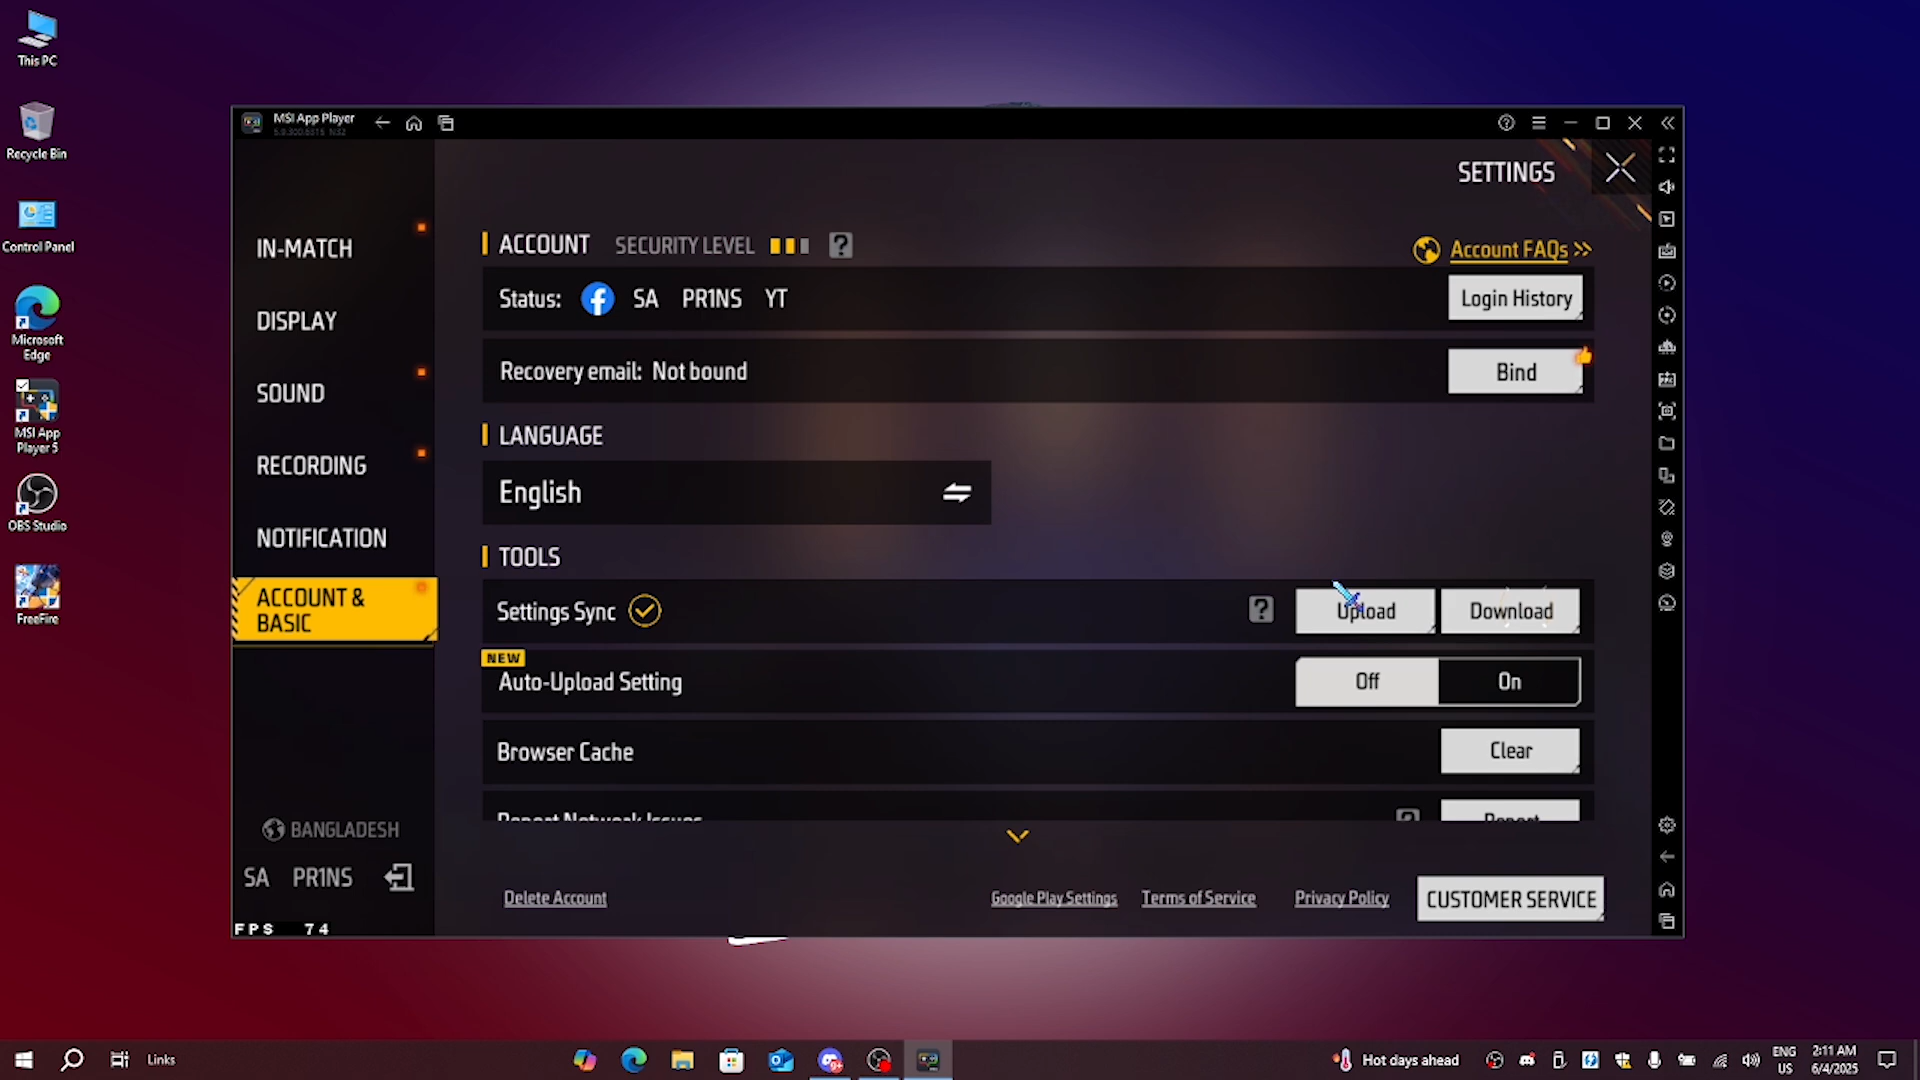 This PC
Recycle Bin
Control Panel
Microsoft
Edge
MSI App
Player 5
OBS Studio
FreeFire
MSI App Player
SETTINGS
IN-MATCH
DISPLAY
SOUND
RECORDING
NOTIFICATION
ACCOUNT &
BASIC
BANGLADESH
SA PR1NS
FPS 74
ACCOUNT SECURITY LEVEL ?
Account FAQs >>
Status: f SA PR1NS YT
Login History
Recovery email: Not bound
Bind
LANGUAGE
English
TOOLS
Settings Sync
? Upload Download
NEW
Auto-Upload Setting
Off On
Browser Cache
Clear
Report Network Issues
? Report
Delete Account
Google Play Settings
Terms of Service
Privacy Policy
CUSTOMER SERVICE
Links
Hot days ahead
ENG
US
2:11 AM
6/4/2025